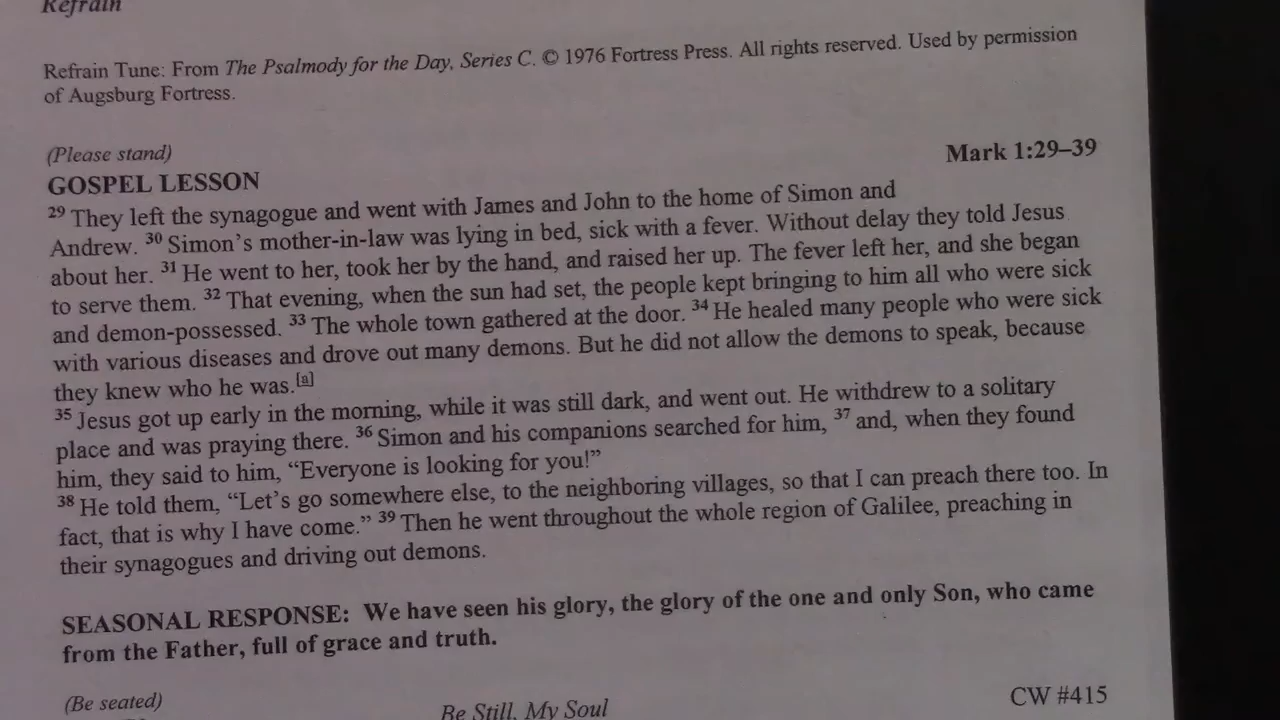 Refrain
Refrain Tune: From The Psalmody for the Day, Series C. © 1976 Fortress Press. All rights reserved. Used by permission
of Augsburg Fortress.
(Please stand)
GOSPEL LESSON Mark 1:29–39
29 They left the synagogue and went with James and John to the home of Simon and
Andrew. 30 Simon’s mother-in-law was lying in bed, sick with a fever. Without delay they told Jesus
about her. 31 He went to her, took her by the hand, and raised her up. The fever left her, and she began
to serve them. 32 That evening, when the sun had set, the people kept bringing to him all who were sick
and demon-possessed. 33 The whole town gathered at the door. 34 He healed many people who were sick
with various diseases and drove out many demons. But he did not allow the demons to speak, because
they knew who he was.[a]
35 Jesus got up early in the morning, while it was still dark, and went out. He withdrew to a solitary
place and was praying there. 36 Simon and his companions searched for him, 37 and, when they found
him, they said to him, “Everyone is looking for you!”
38 He told them, “Let’s go somewhere else, to the neighboring villages, so that I can preach there too. In
fact, that is why I have come.” 39 Then he went throughout the whole region of Galilee, preaching in
their synagogues and driving out demons.
SEASONAL RESPONSE: We have seen his glory, the glory of the one and only Son, who came
from the Father, full of grace and truth.
(Be seated) Be Still, My Soul CW #415